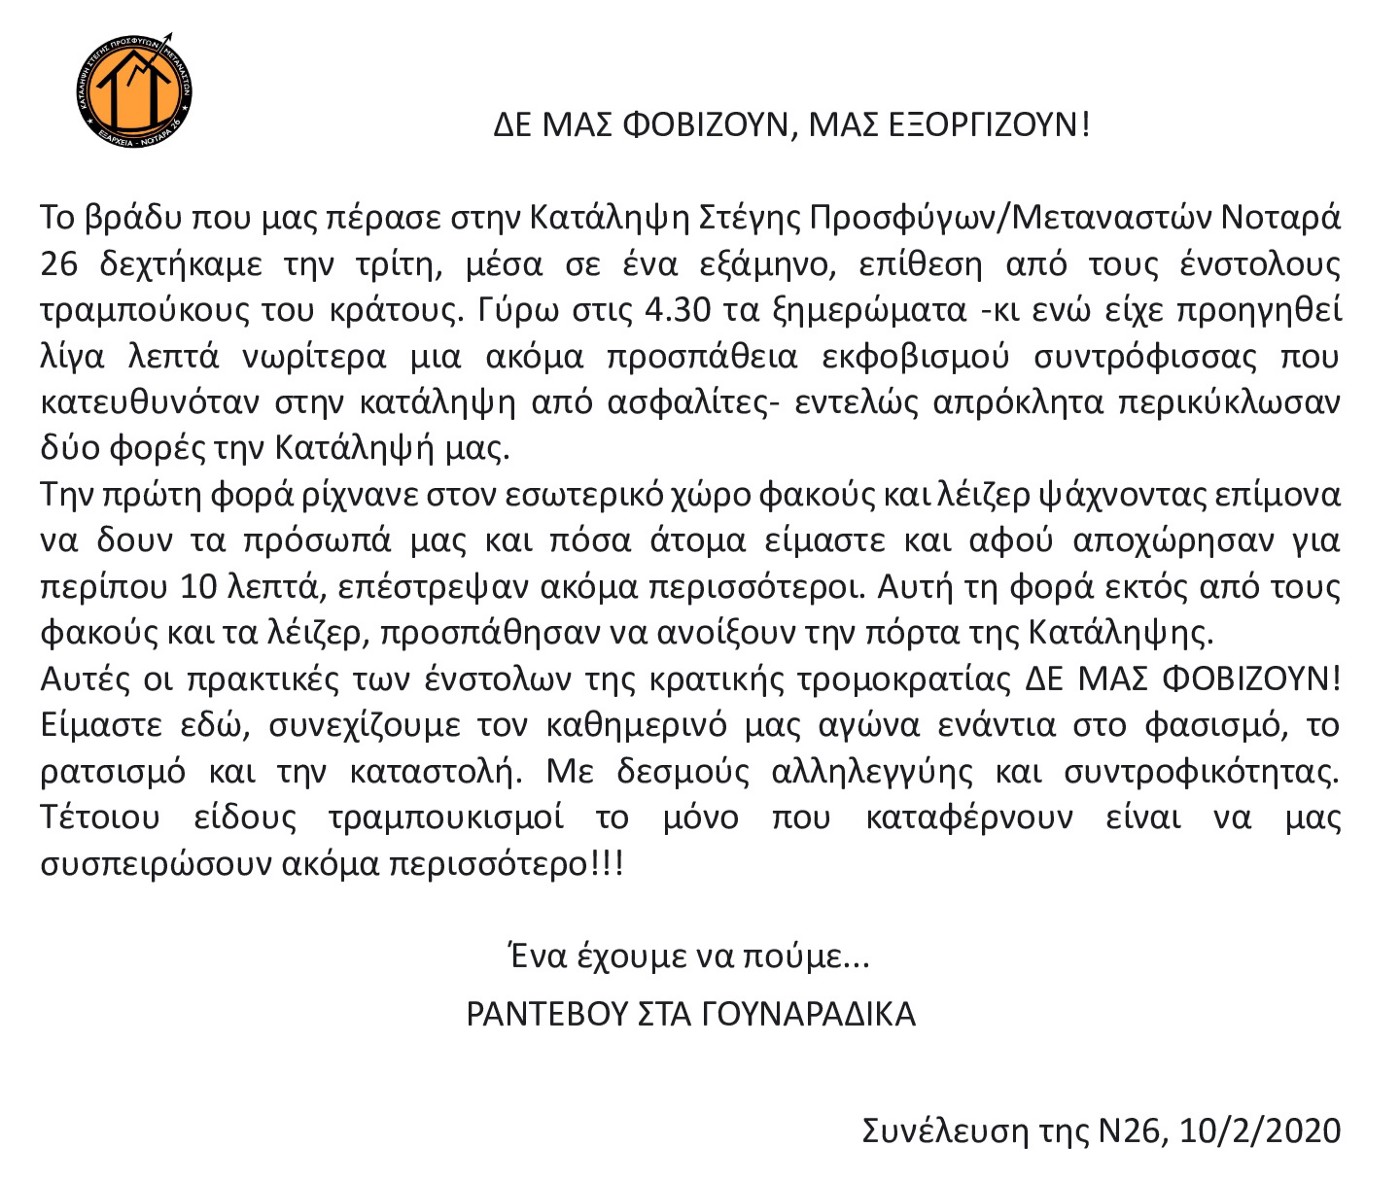 ΚΑΤΑΛΗΨΗ ΣΤΕΓΗΣ ΠΡΟΣΦΥΓΩΝ ΜΕΤΑΝΑΣΤΩΝ
ΕΞΑΡΧΕΙΑ - ΝΟΤΑΡΑ 26
ΔΕ ΜΑΣ ΦΟΒΙΖΟΥΝ, ΜΑΣ ΕΞΟΡΓΙΖΟΥΝ!
Το βράδυ που μας πέρασε στην Κατάληψη Στέγης Προσφύγων/Μεταναστών Νοταρά
26 δεχτήκαμε την τρίτη, μέσα σε ένα εξάμηνο, επίθεση από τους ένστολους
τραμπούκους του κράτους. Γύρω στις 4.30 τα ξημερώματα -κι ενώ είχε προηγηθεί
λίγα λεπτά νωρίτερα μια ακόμα προσπάθεια εκφοβισμού συντρόφισσας που
κατευθυνόταν στην κατάληψη από ασφαλίτες- εντελώς απρόκλητα περικύκλωσαν
δύο φορές την Κατάληψή μας.
Την πρώτη φορά ρίχνανε στον εσωτερικό χώρο φακούς και λέιζερ ψάχνοντας επίμονα
να δουν τα πρόσωπά μας και πόσα άτομα είμαστε και αφού αποχώρησαν για
περίπου 10 λεπτά, επέστρεψαν ακόμα περισσότεροι. Αυτή τη φορά εκτός από τους
φακούς και τα λέιζερ, προσπάθησαν να ανοίξουν την πόρτα της Κατάληψης.
Αυτές οι πρακτικές των ένστολων της κρατικής τρομοκρατίας ΔΕ ΜΑΣ ΦΟΒΙΖΟΥΝ!
Είμαστε εδώ, συνεχίζουμε τον καθημερινό μας αγώνα ενάντια στο φασισμό, το
ρατσισμό και την καταστολή. Με δεσμούς αλληλεγγύης και συντροφικότητας.
Τέτοιου είδους τραμπουκισμοί το μόνο που καταφέρνουν είναι να μας
συσπειρώσουν ακόμα περισσότερο!!!
Ένα έχουμε να πούμε...
ΡΑΝΤΕΒΟΥ ΣΤΑ ΓΟΥΝΑΡΑΔΙΚΑ
Συνέλευση της Ν26, 10/2/2020